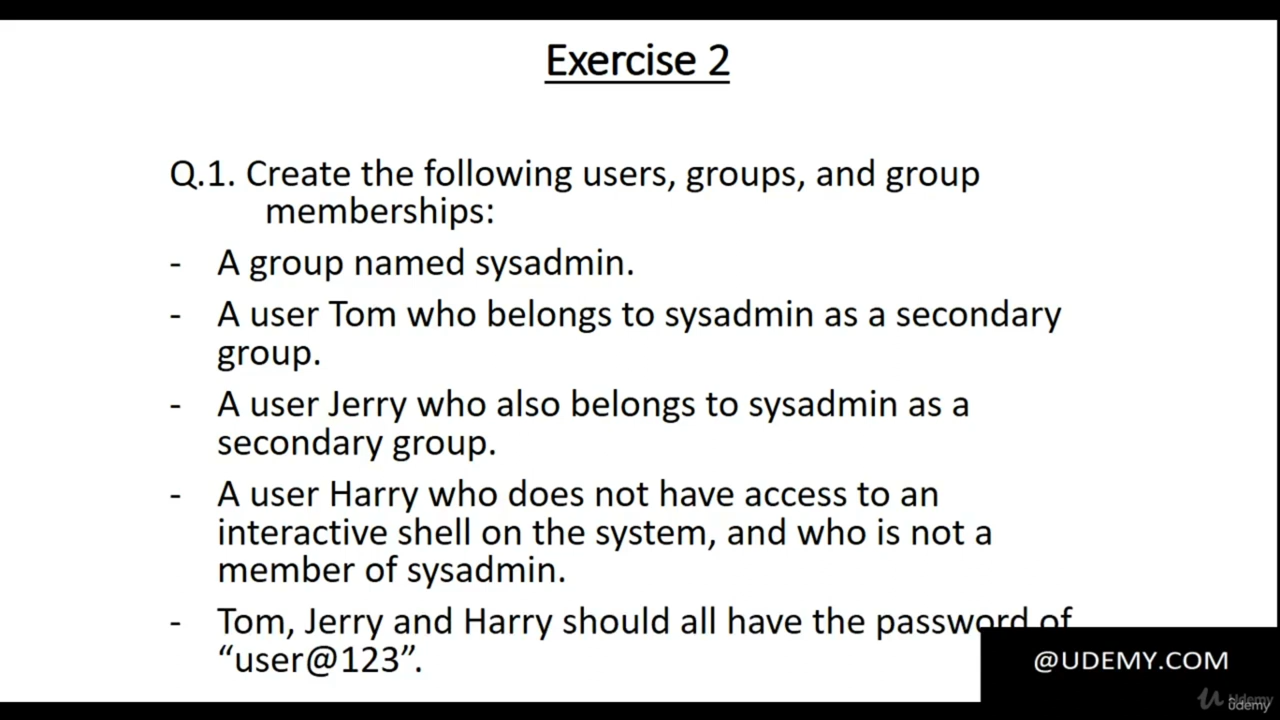 Exercise 2
Q.1. Create the following users, groups, and group
memberships:
- A group named sysadmin.
- A user Tom who belongs to sysadmin as a secondary
group.
- A user Jerry who also belongs to sysadmin as a
secondary group.
- A user Harry who does not have access to an
interactive shell on the system, and who is not a
member of sysadmin.
- Tom, Jerry and Harry should all have the password of
“user@123”.
@UDEMY.COM
Udemy
ûdemy